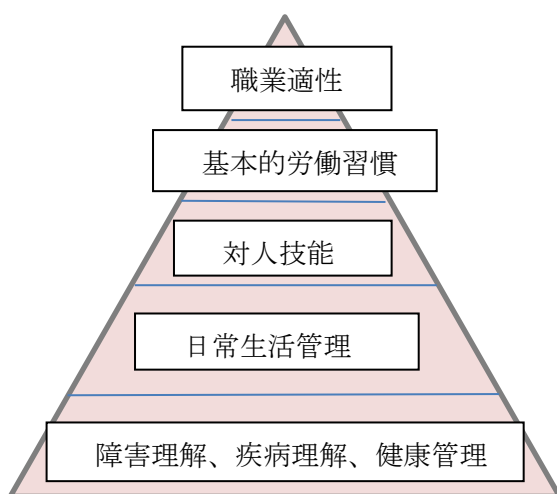 職業適性
基本的労働習慣
対人技能
日常生活管理
障害理解、疾病理解、健康管理